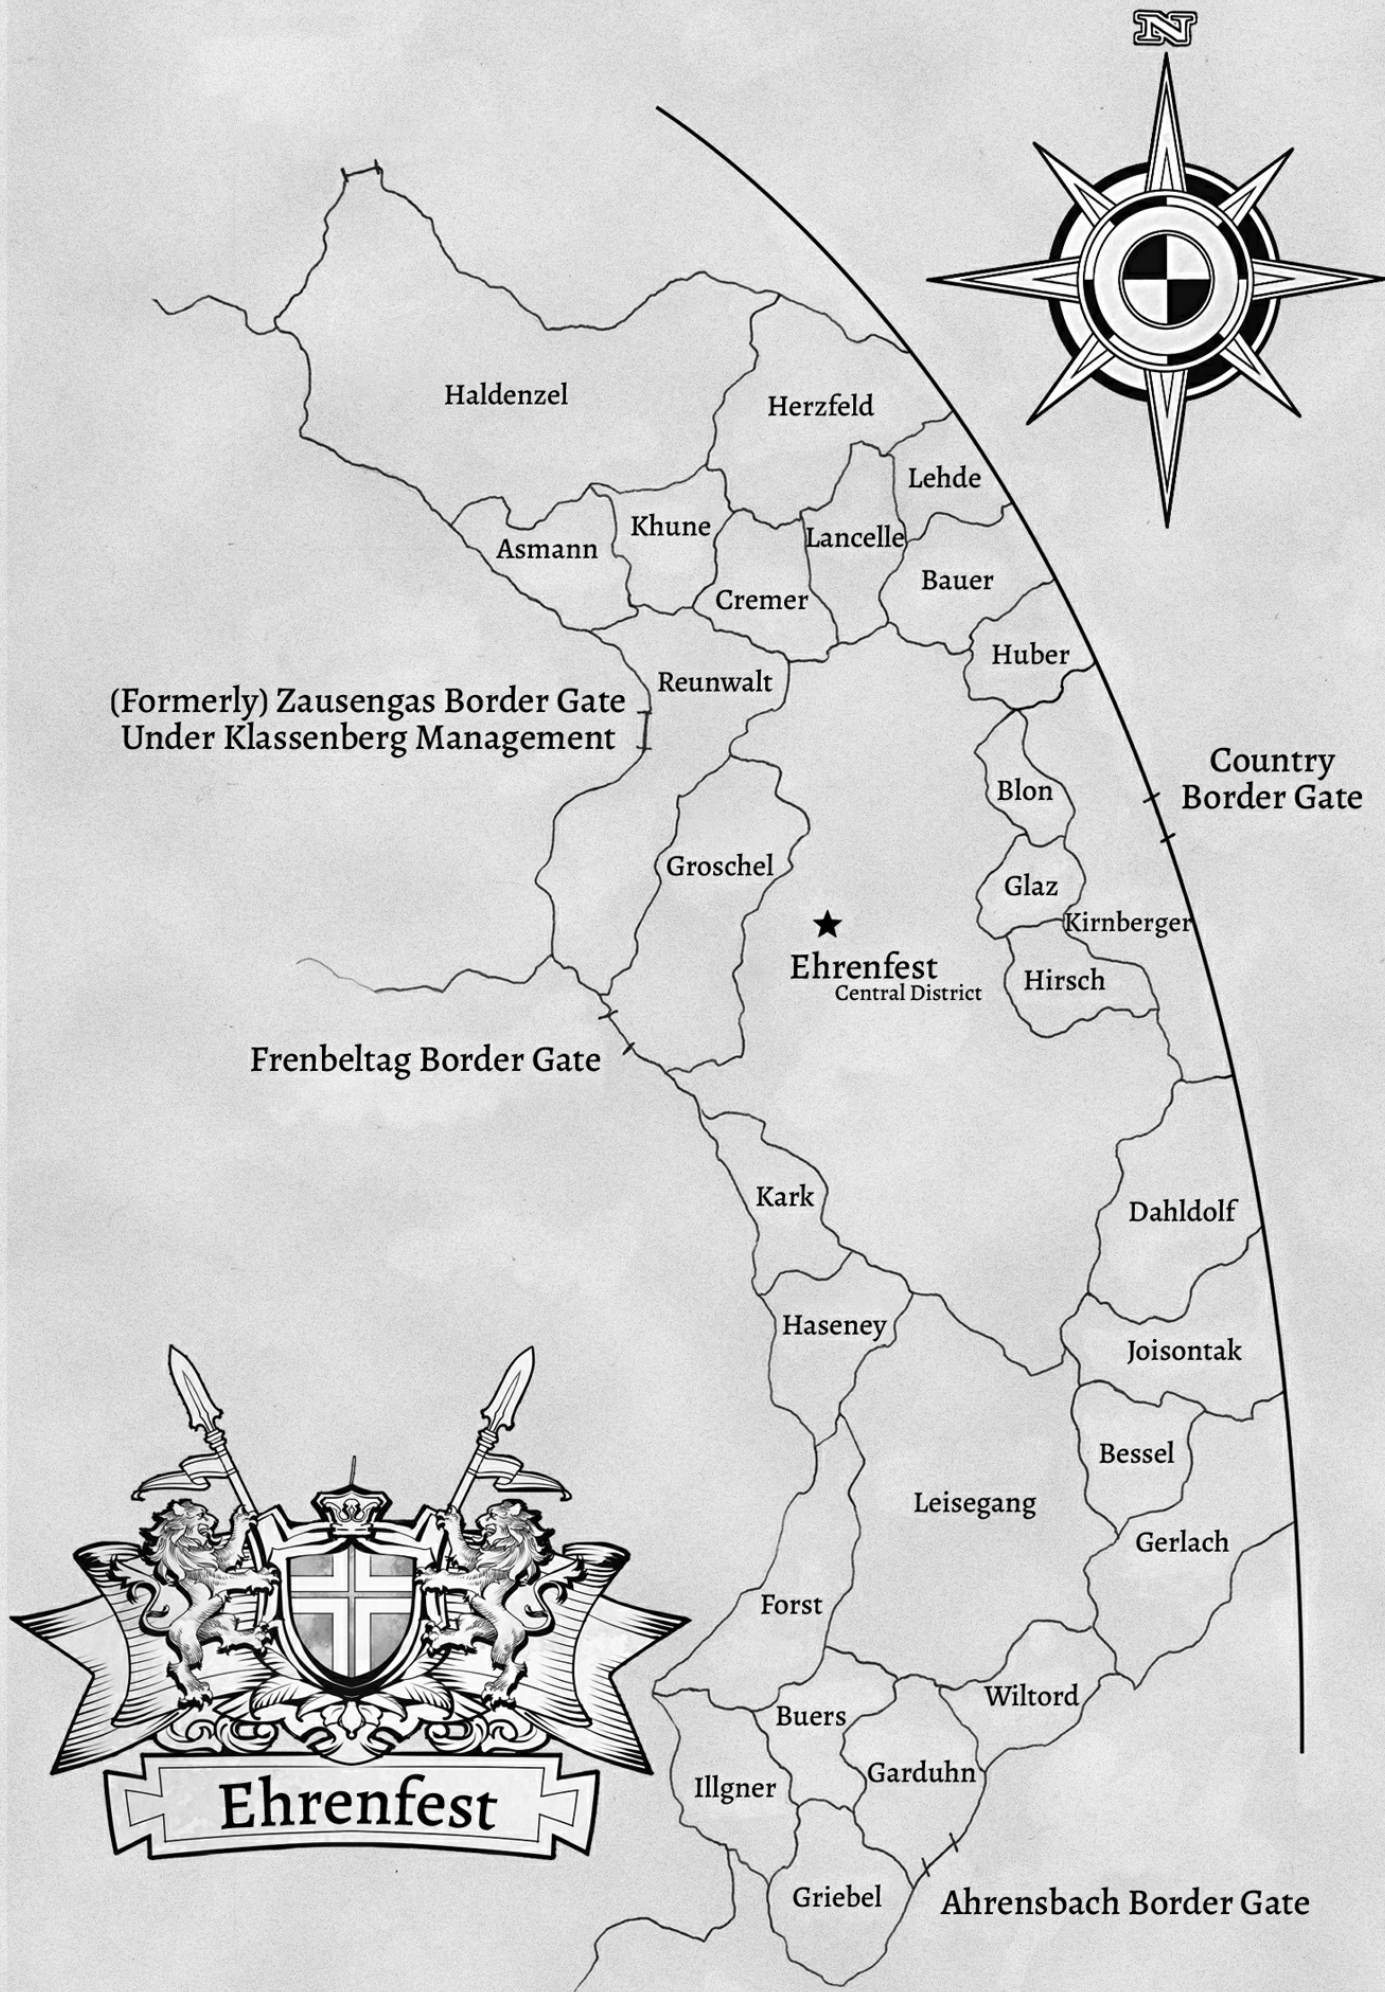 N
Haldenzel
Herzfeld
Lehde
Khune
Lancelle
Asmann
Bauer
Cremer
Huber
Reunwalt
(Formerly) Zausengas Border Gate
Under Klassenberg Management
Country
Border Gate
Blon
Groschel
Glaz
Kirnberger
Ehrenfest
Central District
Hirsch
Frenbeltag Border Gate
Kark
Dahldolf
Haseney
Joisontak
Bessel
Leisegang
Gerlach
Forst
Wiltord
Buers
Garduhn
Illgner
Ehrenfest
Griebel
Ahrensbach Border Gate